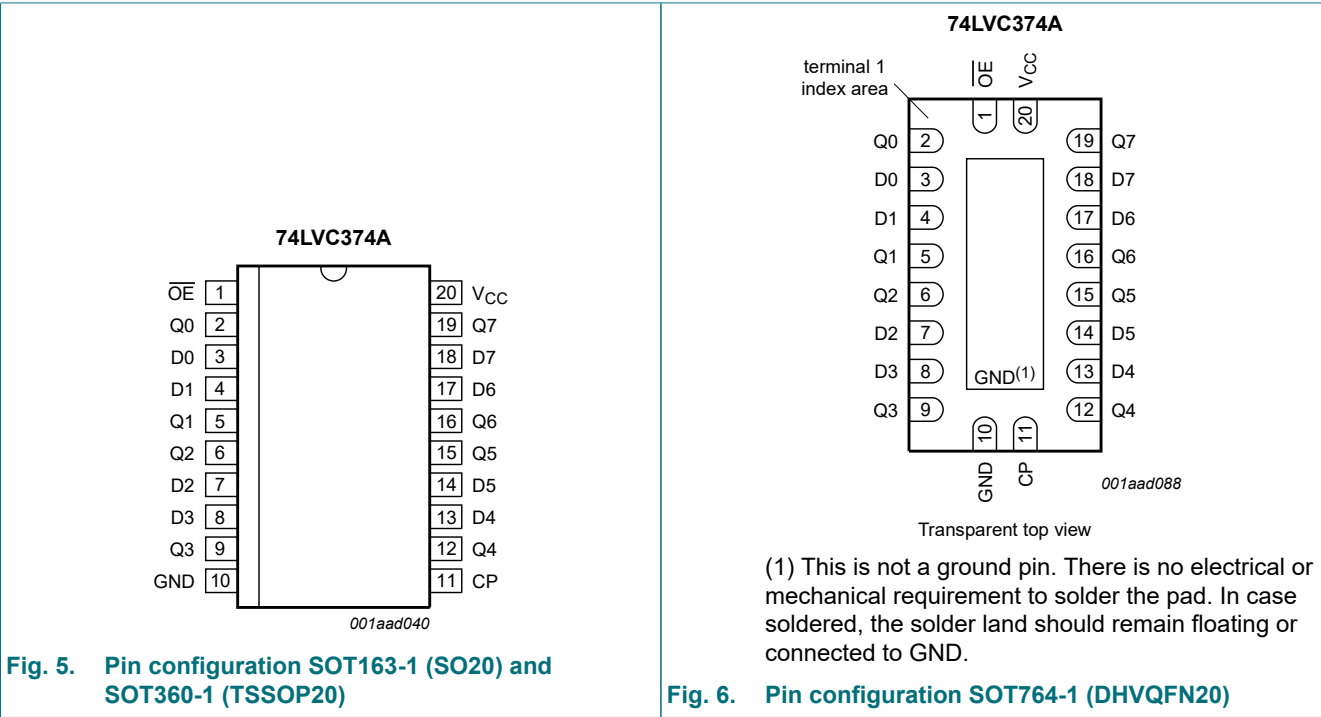 74LVC374A
OE 1 20 VCC
Q0 2 19 Q7
D0 3 18 D7
D1 4 17 D6
Q1 5 16 Q6
Q2 6 15 Q5
D2 7 14 D5
D3 8 13 D4
Q3 9 12 Q4
GND 10 11 CP
001aad040
Fig. 5. Pin configuration SOT163-1 (SO20) and
SOT360-1 (TSSOP20)
74LVC374A
terminal 1
index area
OE VCC
1 20
Q0 2 19 Q7
D0 3 18 D7
D1 4 17 D6
Q1 5 16 Q6
Q2 6 15 Q5
D2 7 14 D5
D3 8 GND(1) 13 D4
Q3 9 12 Q4
10 11
GND CP
001aad088
Transparent top view
(1) This is not a ground pin. There is no electrical or
mechanical requirement to solder the pad. In case
soldered, the solder land should remain floating or
connected to GND.
Fig. 6. Pin configuration SOT764-1 (DHVQFN20)